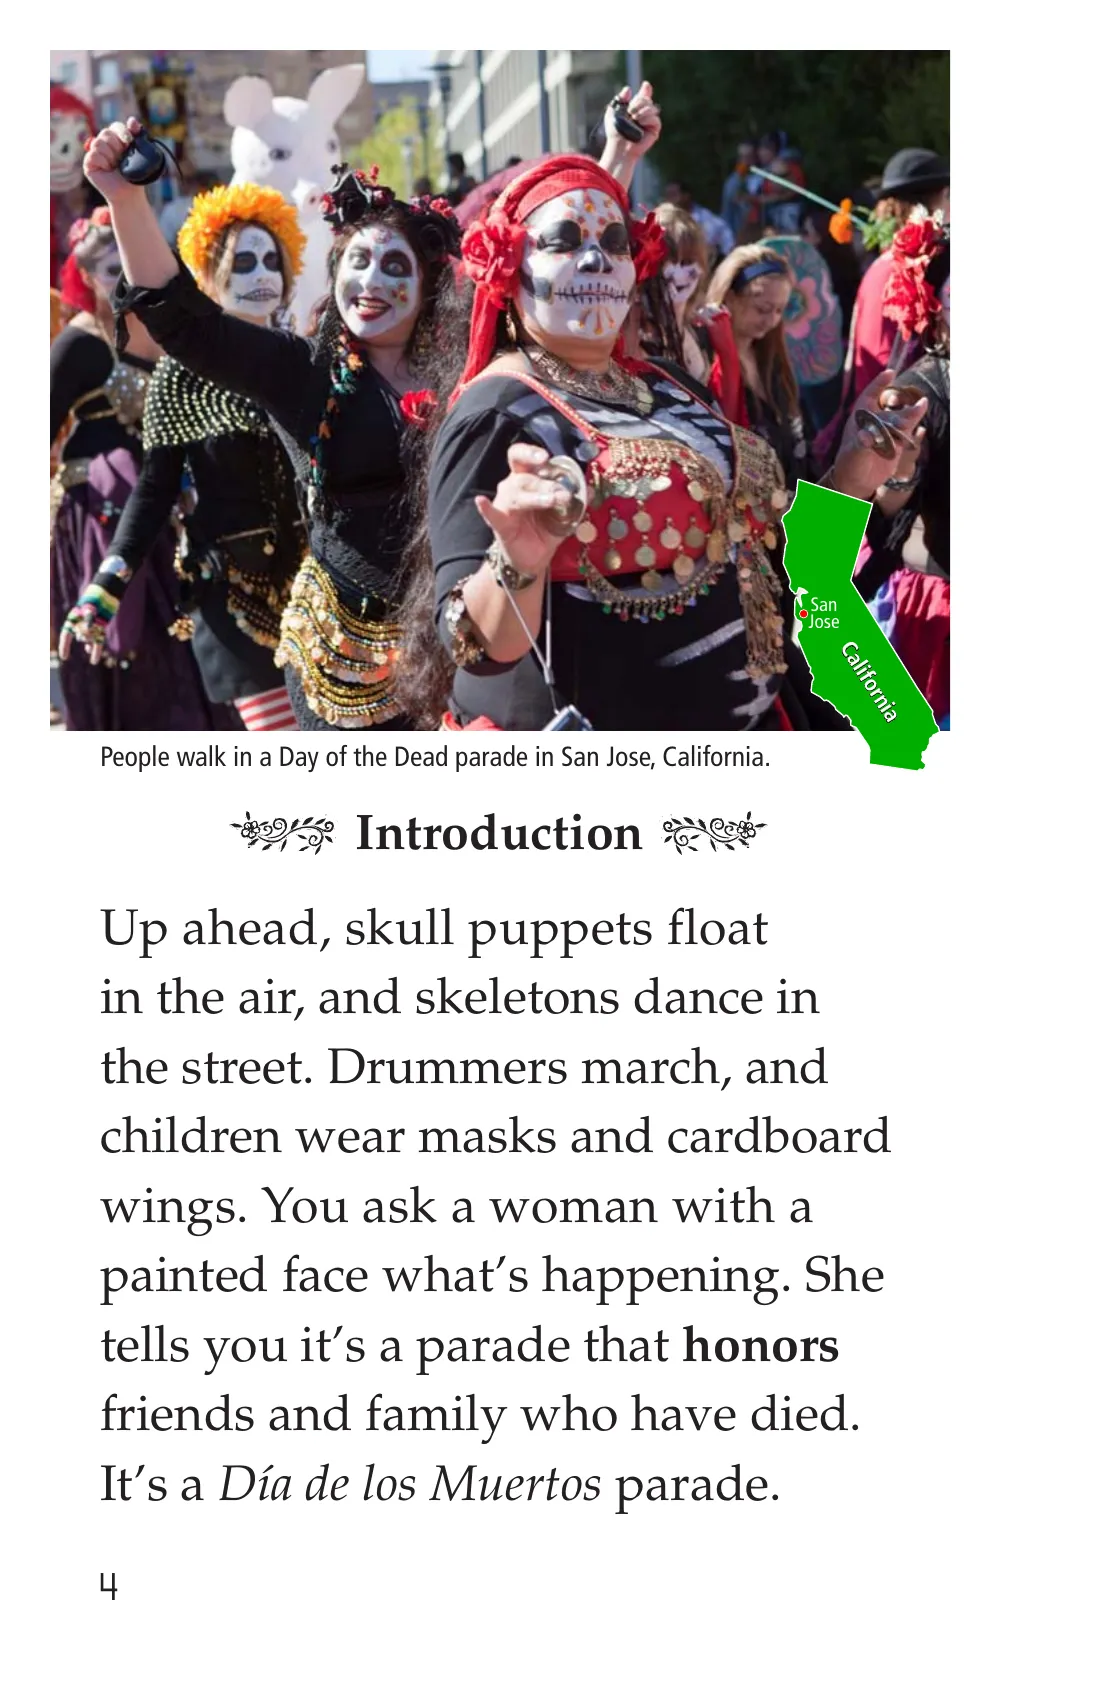 San
Jose
California
People walk in a Day of the Dead parade in San Jose, California.
Introduction
Up ahead, skull puppets float
in the air, and skeletons dance in
the street. Drummers march, and
children wear masks and cardboard
wings. You ask a woman with a
painted face what’s happening. She
tells you it’s a parade that honors
friends and family who have died.
It’s a Día de los Muertos parade.
4